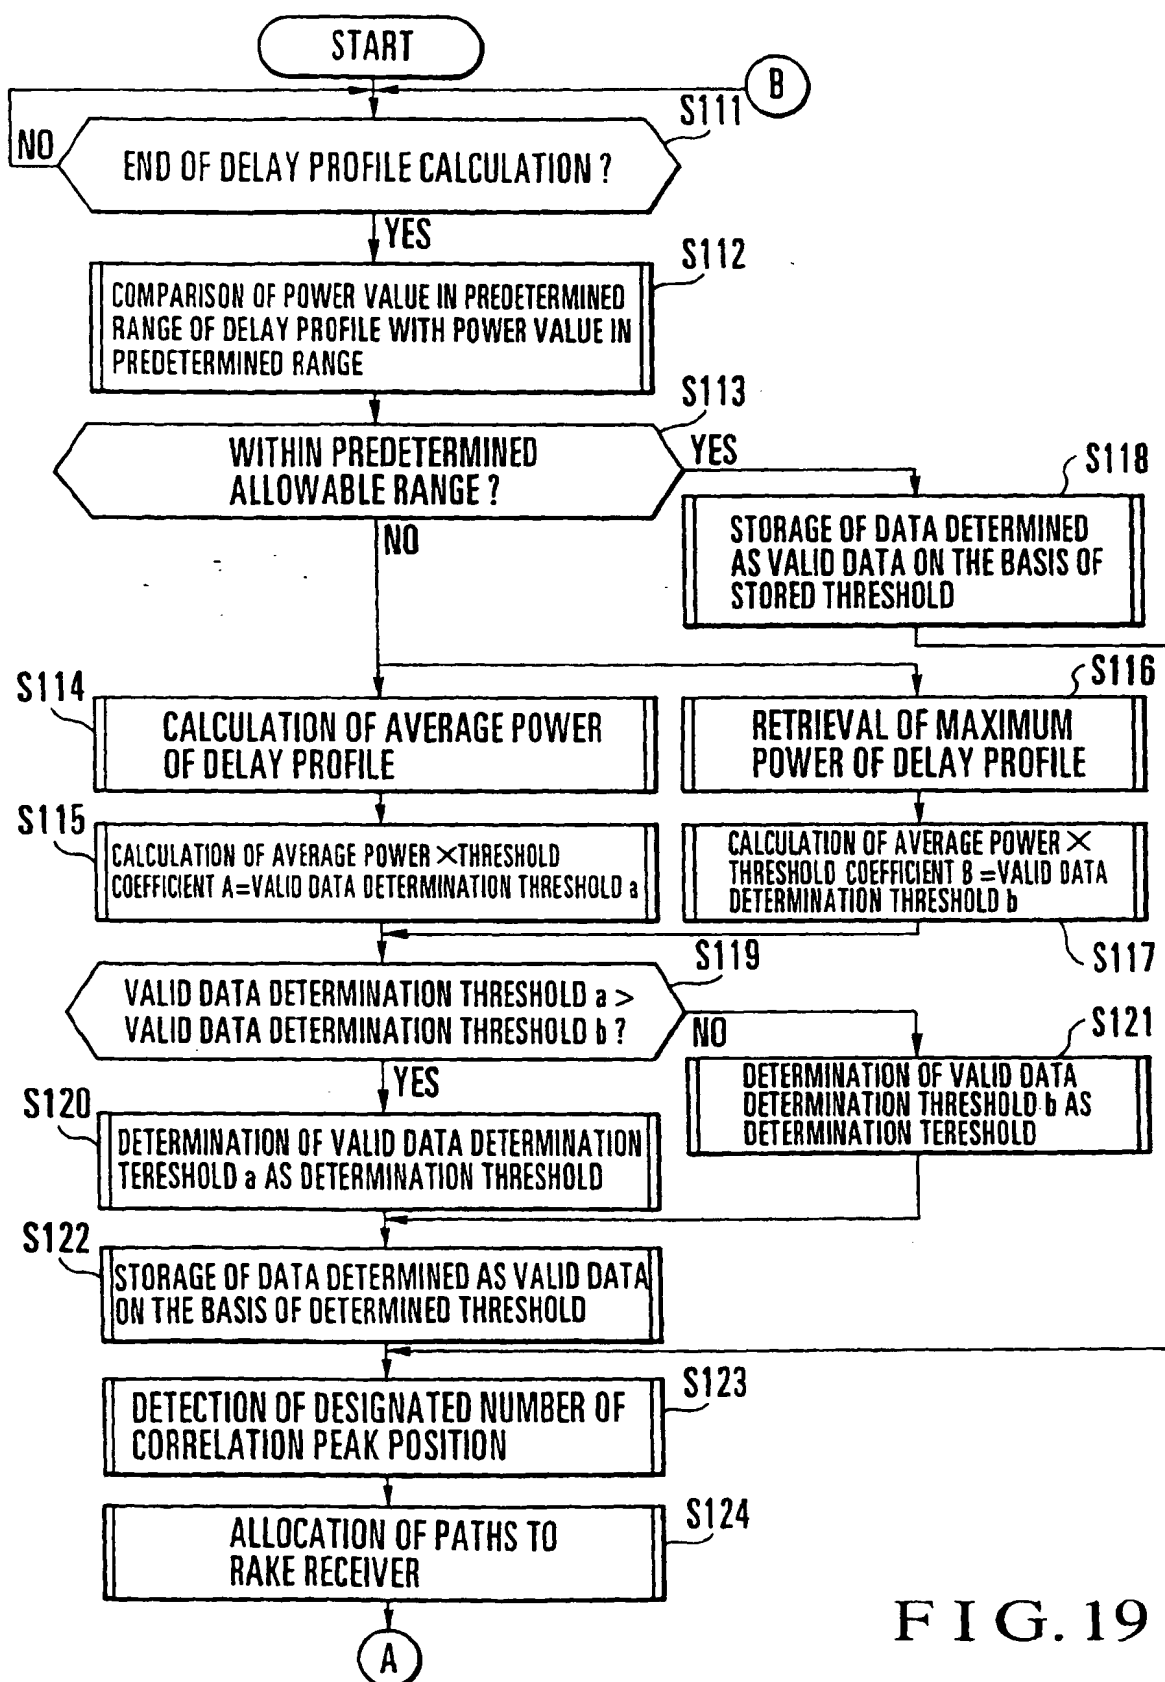 START
B
S111
NO
END OF DELAY PROFILE CALCULATION ?
YES
S112
COMPARISON OF POWER VALUE IN PREDETERMINED
RANGE OF DELAY PROFILE WITH POWER VALUE IN
PREDETERMINED RANGE
S113
WITHIN PREDETERMINED
ALLOWABLE RANGE ?
YES
NO
S118
STORAGE OF DATA DETERMINED
AS VALID DATA ON THE BASIS OF
STORED THRESHOLD
S114
CALCULATION OF AVERAGE POWER
OF DELAY PROFILE
S116
RETRIEVAL OF MAXIMUM
POWER OF DELAY PROFILE
S115
CALCULATION OF AVERAGE POWER ×THRESHOLD
COEFFICIENT A=VALID DATA DETERMINATION THRESHOLD a
CALCULATION OF AVERAGE POWER ×
THRESHOLD COEFFICIENT B =VALID DATA
DETERMINATION THRESHOLD b
S117
S119
VALID DATA DETERMINATION THRESHOLD a >
VALID DATA DETERMINATION THRESHOLD b ?
NO
YES
S121
DETERMINATION OF VALID DATA
DETERMINATION THRESHOLD b AS
DETERMINATION TERESHOLD
S120
DETERMINATION OF VALID DATA DETERMINATION
TERESHOLD a AS DETERMINATION THRESHOLD
S122
STORAGE OF DATA DETERMINED AS VALID DATA
ON THE BASIS OF DETERMINED THRESHOLD
S123
DETECTION OF DESIGNATED NUMBER OF
CORRELATION PEAK POSITION
S124
ALLOCATION OF PATHS TO
RAKE RECEIVER
A
FIG. 19